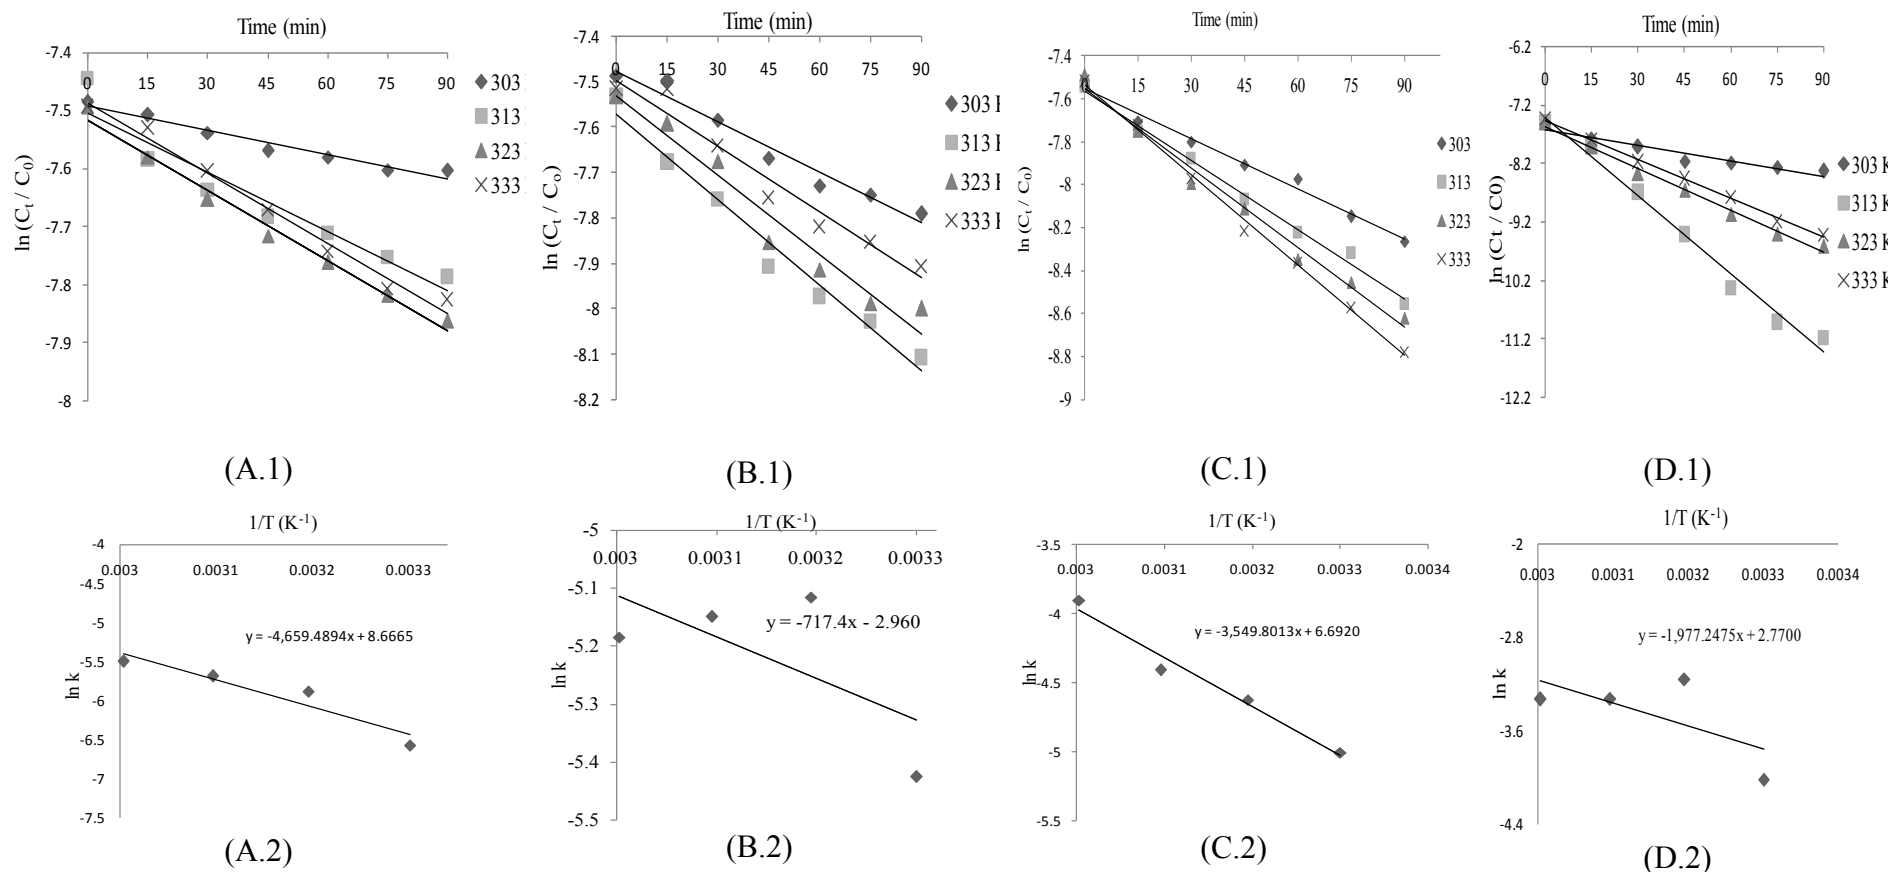 Time (min)
-7.4
0 15 30 45 60 75 90
-7.5
-7.6
-7.7
-7.8
-7.9
-8
ln (Ct / C0)
303
313
323
333
(A.1)
Time (min)
-7.4
0 15 30 45 60 75 90
-7.5
-7.6
-7.7
-7.8
-7.9
-8
-8.1
-8.2
ln (Ct / Co)
303 K
313 K
323 K
333 K
(B.1)
Time (min)
-7.4
0 15 30 45 60 75 90
-7.6
-7.8
-8
-8.2
-8.4
-8.6
-8.8
-9
ln (Ct / C0)
303
313
323
333
(C.1)
Time (min)
-6.2
0 15 30 45 60 75 90
-7.2
-8.2
-9.2
-10.2
-11.2
-12.2
ln (Ct / C0)
303 K
313 K
323 K
333 K
(D.1)
1/T (K-1)
-4
0.003 0.0031 0.0032 0.0033
-4.5
-5
-5.5
-6
-6.5
-7
-7.5
ln k
y = -4,659.4894x + 8.6665
(A.2)
1/T (K-1)
-5
0.003 0.0031 0.0032 0.0033
-5.1
-5.2
-5.3
-5.4
-5.5
ln k
y = -717.4x - 2.960
(B.2)
1/T (K-1)
-3.5
0.003 0.0031 0.0032 0.0033 0.0034
-4
-4.5
-5
-5.5
ln k
y = -3,549.8013x + 6.6920
(C.2)
1/T (K-1)
-2
0.003 0.0031 0.0032 0.0033 0.0034
-2.8
-3.6
-4.4
ln k
y = -1,977.2475x + 2.7700
(D.2)